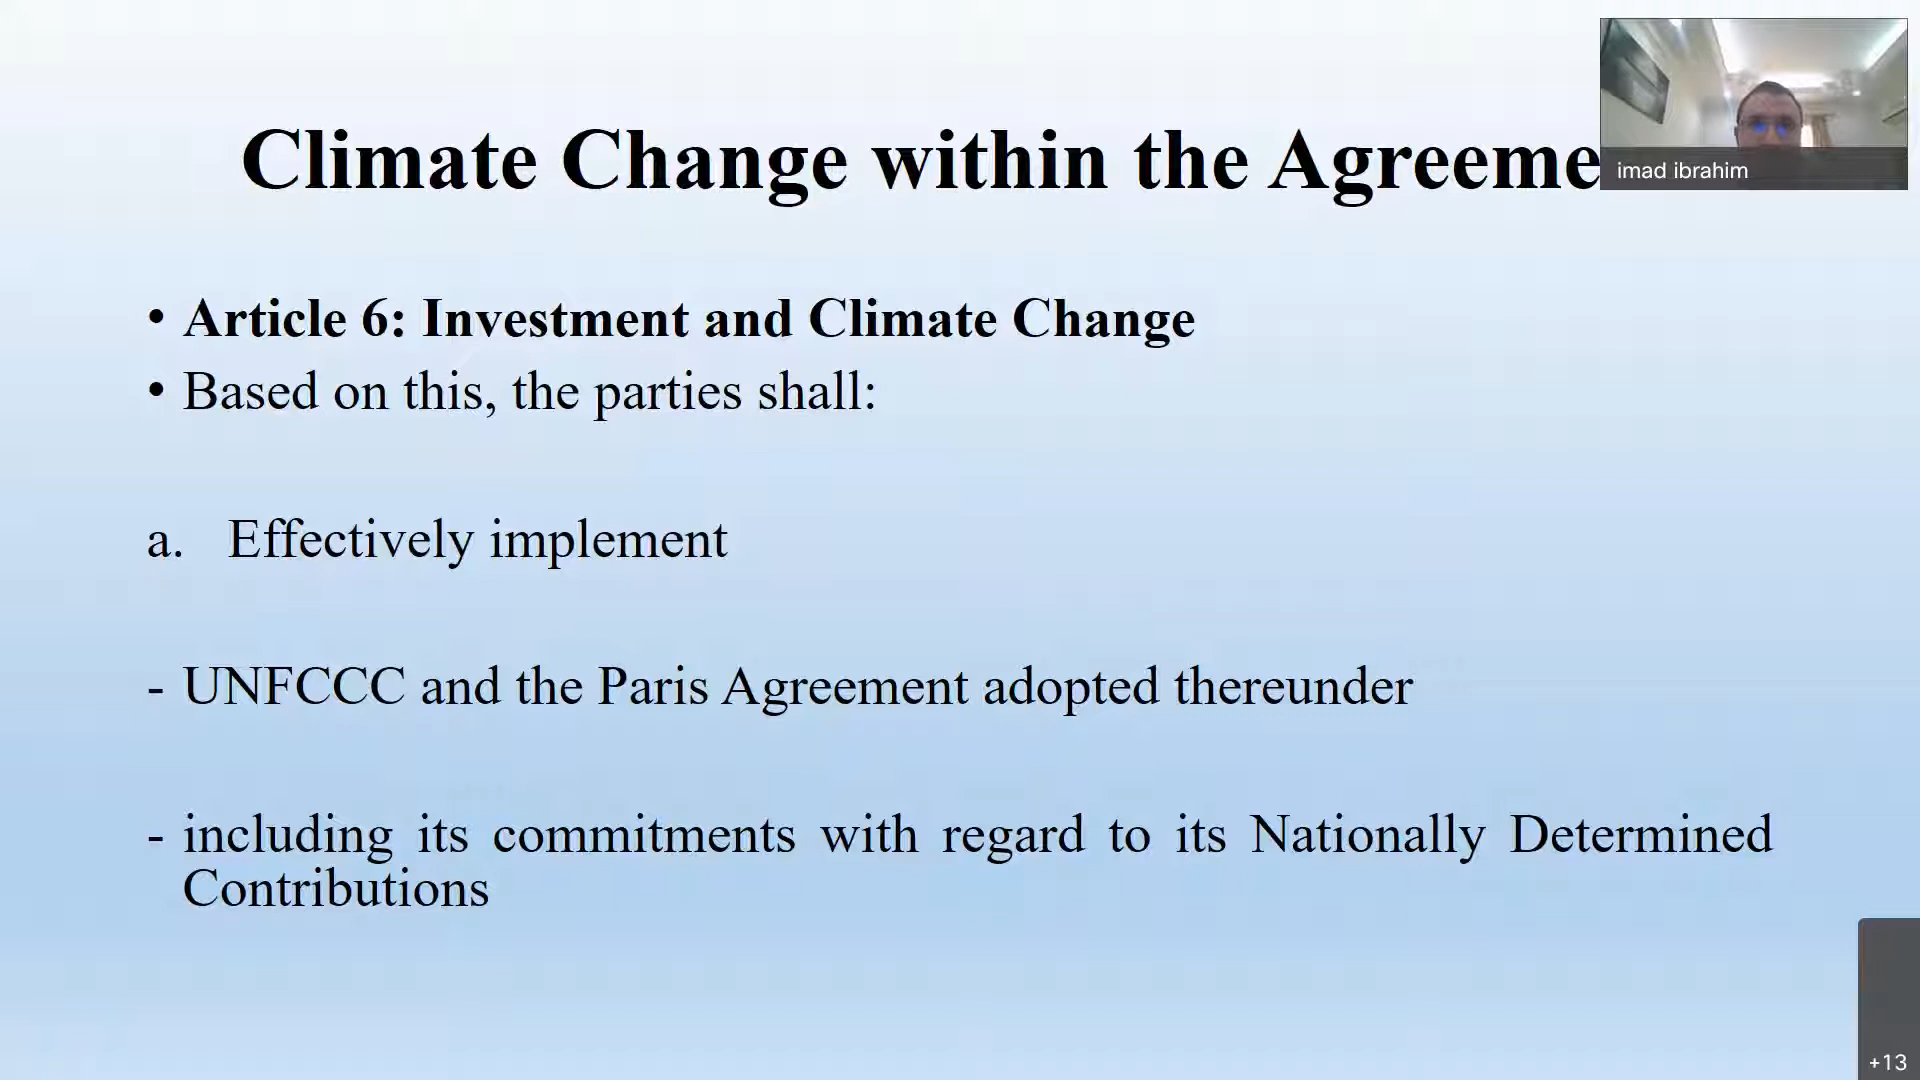 Climate Change within the Agreeme
imad ibrahim
• Article 6: Investment and Climate Change
• Based on this, the parties shall:
a. Effectively implement
- UNFCCC and the Paris Agreement adopted thereunder
- including its commitments with regard to its Nationally Determined
Contributions
+13